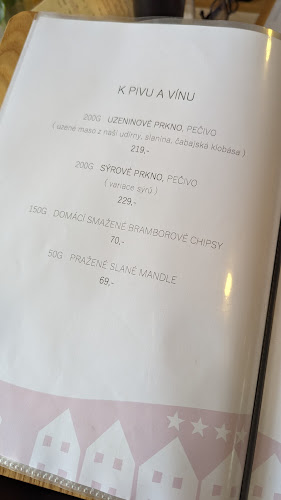 K PIVU A VÍNU
200G UZENINOVÉ PRKNO, PEČIVO
( uzené maso z naší udírny, slanina, čabajská klobása )
219,-
200G SÝROVÉ PRKNO, PEČIVO
( variace sýrů )
229,-
150G DOMÁCÍ SMAŽENÉ BRAMBOROVÉ CHIPSY
70,-
50G PRAŽENÉ SLANÉ MANDLE
69,-